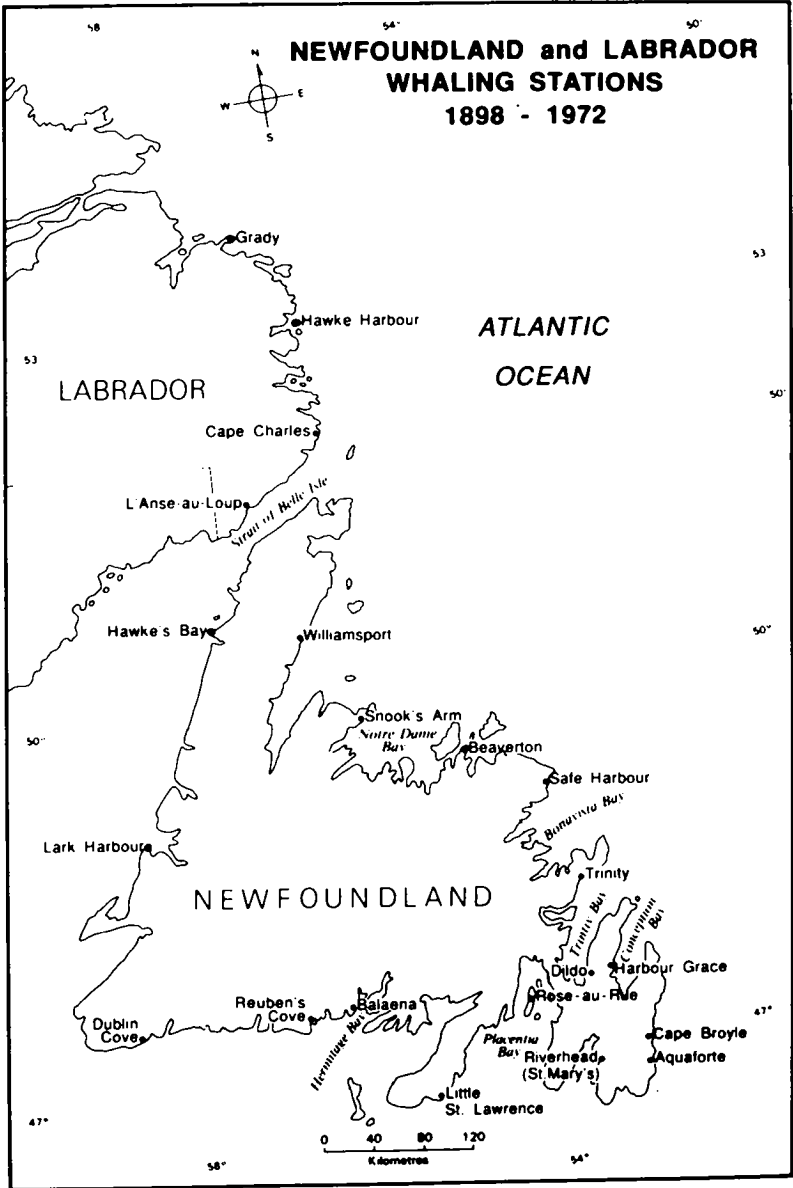 58
54°
50°
NEWFOUNDLAND and LABRADOR
WHALING STATIONS
1898 - 1972
N
W
E
S
Grady
53
Hawke Harbour
ATLANTIC
OCEAN
53
LABRADOR
50°
Cape Charles
L'Anse-au-Loup
Strait of Belle Isle
Hawke's Bay
Williamsport
50°
Snook's Arm
Notre Dame
Bay
Beaverton
50°
Safe Harbour
Bonavista Bay
Lark Harbour
Trinity
NEWFOUNDLAND
Trinity Bay
Conception
Bay
Dildo
Harbour Grace
Rose-au-Rue
Reuben's
Cove
Balaena
47°
Dublin
Cove
Hermitage Bay
Placentia
Bay
Cape Broyle
Riverhead
(St.Mary's)
Aquaforte
Little
St. Lawrence
47°
0 40 80 120
Kilometres
58°
54°